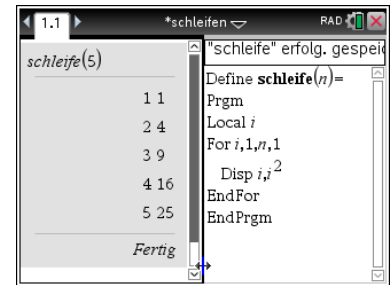 1.1 *schleifen RAD
schleife(5)
1 1
2 4
3 9
4 16
5 25
Fertig
"schleife" erfolg. gespeic
Define schleife(n)=
Prgm
Local i
For i,1,n,1
Disp i,i²
EndFor
EndPrgm